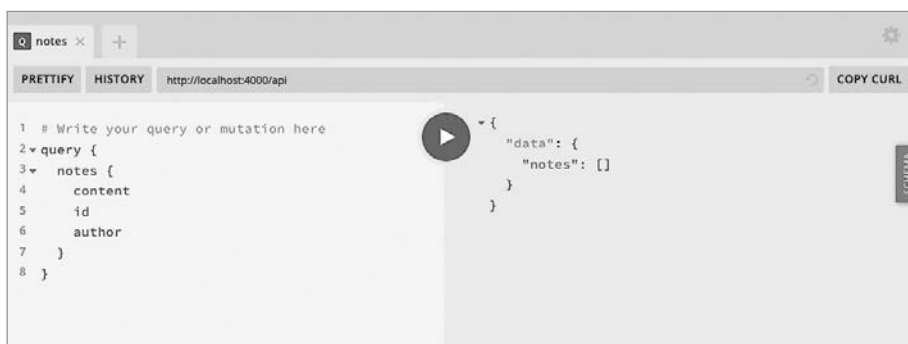 Q notes ×
+
PRETTIFY HISTORY http://localhost:4000/api COPY CURL
1 # Write your query or mutation here
2 query {
3 notes {
4 content
5 id
6 author
7 }
8 }
{
"data": {
"notes": []
}
}
SCHEMA